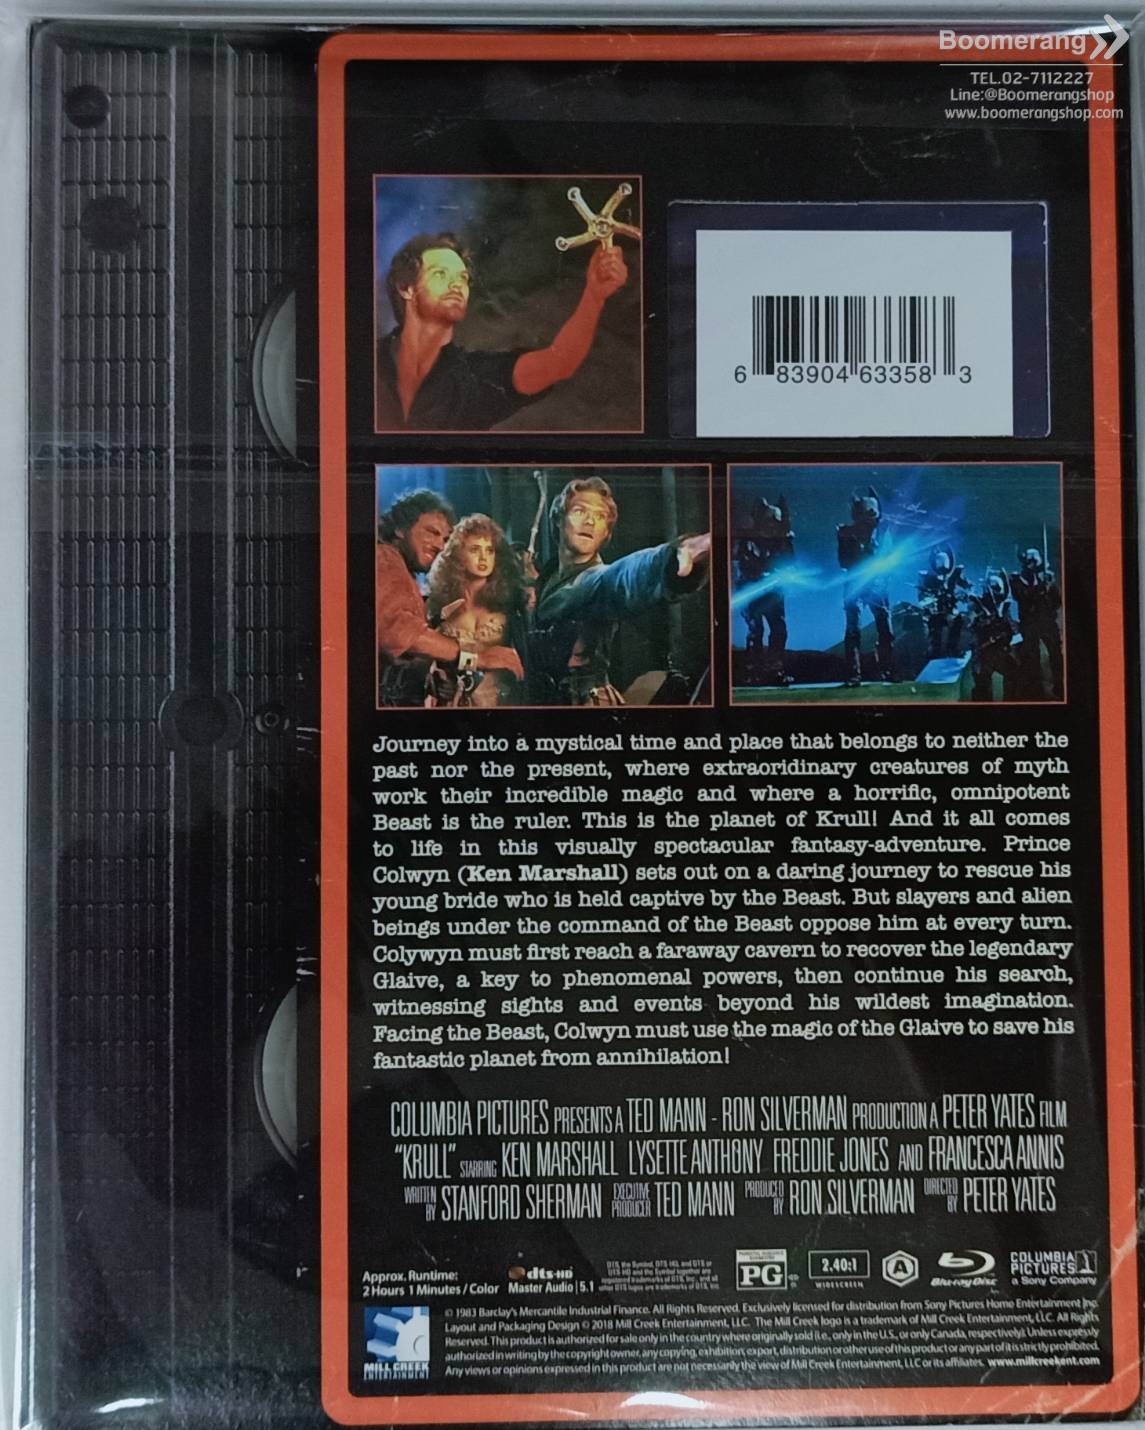 Boomerang
TEL.02-7112227
Line:@Boomerangshop
www.boomerangshop.com
6 83904 63358 3
Journey into a mystical time and place that belongs to neither the
past nor the present, where extraoridinary creatures of myth
work their incredible magic and where a horrific, omnipotent
Beast is the ruler. This is the planet of Krull! And it all comes
to life in this visually spectacular fantasy-adventure. Prince
Colwyn (Ken Marshall) sets out on a daring journey to rescue his
young bride who is held captive by the Beast. But slayers and alien
beings under the command of the Beast oppose him at every turn.
Colywyn must first reach a faraway cavern to recover the legendary
Glaive, a key to phenomenal powers, then continue his search,
witnessing sights and events beyond his wildest imagination.
Facing the Beast, Colwyn must use the magic of the Glaive to save his
fantastic planet from annihilation!
COLUMBIA PICTURES PRESENTS A TED MANN - RON SILVERMAN PRODUCTION A PETER YATES FILM
"KRULL" STARRING KEN MARSHALL LYSETTE ANTHONY FREDDIE JONES AND FRANCESCA ANNIS
WRITTEN BY STANFORD SHERMAN EXECUTIVE PRODUCER TED MANN PRODUCED BY RON SILVERMAN DIRECTED BY PETER YATES
Approx. Runtime:
2 Hours 1 Minutes / Color
dts-HD
Master Audio | 5.1
PG
2.40:1
WIDESCREEN
A
Blu-ray Disc
COLUMBIA
PICTURES
a Sony Company
MILL CREEK
ENTERTAINMENT
© 1983 Barclay's Mercantile Industrial Finance. All Rights Reserved. Exclusively licensed for distribution from Sony Pictures Home Entertainment Inc.
Layout and Packaging Design © 2018 Mill Creek Entertainment, LLC. The Mill Creek logo is a trademark of Mill Creek Entertainment, LLC. All Rights
Reserved. This product is authorized for sale only in the country where originally sold (i.e., only in the U.S., or only Canada, respectively). Unless expressly
authorized in writing by the copyright owner, any copying, exhibition, export, distribution or other use of this product or any part of it is strictly prohibited.
Any views or opinions expressed in this product are not necessarily the view of Mill Creek Entertainment, LLC or its affiliates. www.millcreekent.com